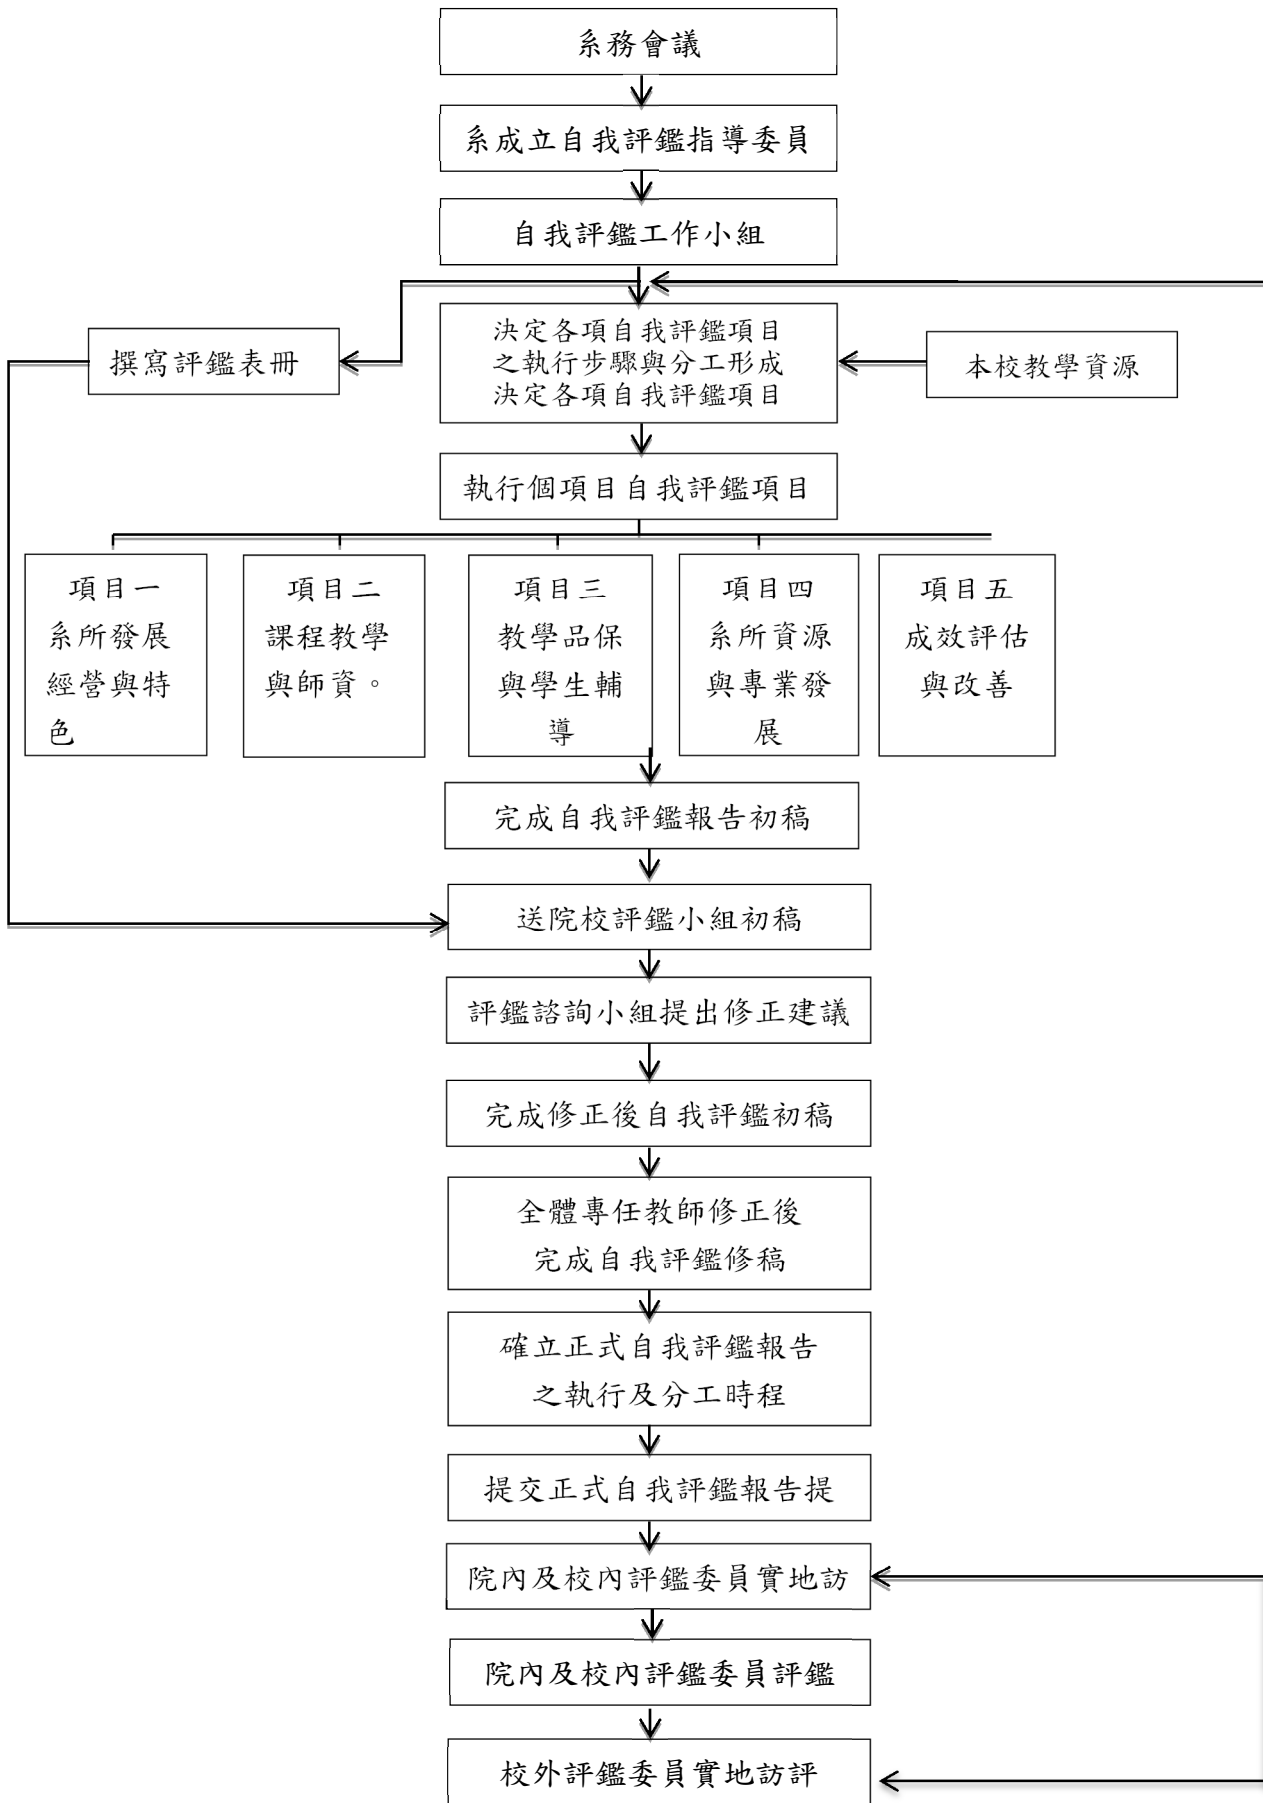 系務會議
系成立自我評鑑指導委員
自我評鑑工作小組
決定各項自我評鑑項目
之執行步驟與分工形成
決定各項自我評鑑項目
撰寫評鑑表冊
本校教學資源
執行個項目自我評鑑項目
項目一
系所發展
經營與特
色
項目二
課程教學
與師資。
項目三
教學品保
與學生輔
導
項目四
系所資源
與專業發
展
項目五
成效評估
與改善
完成自我評鑑報告初稿
送院校評鑑小組初稿
評鑑諮詢小組提出修正建議
完成修正後自我評鑑初稿
全體專任教師修正後
完成自我評鑑修稿
確立正式自我評鑑報告
之執行及分工時程
提交正式自我評鑑報告提
院內及校內評鑑委員實地訪
院內及校內評鑑委員評鑑
校外評鑑委員實地訪評